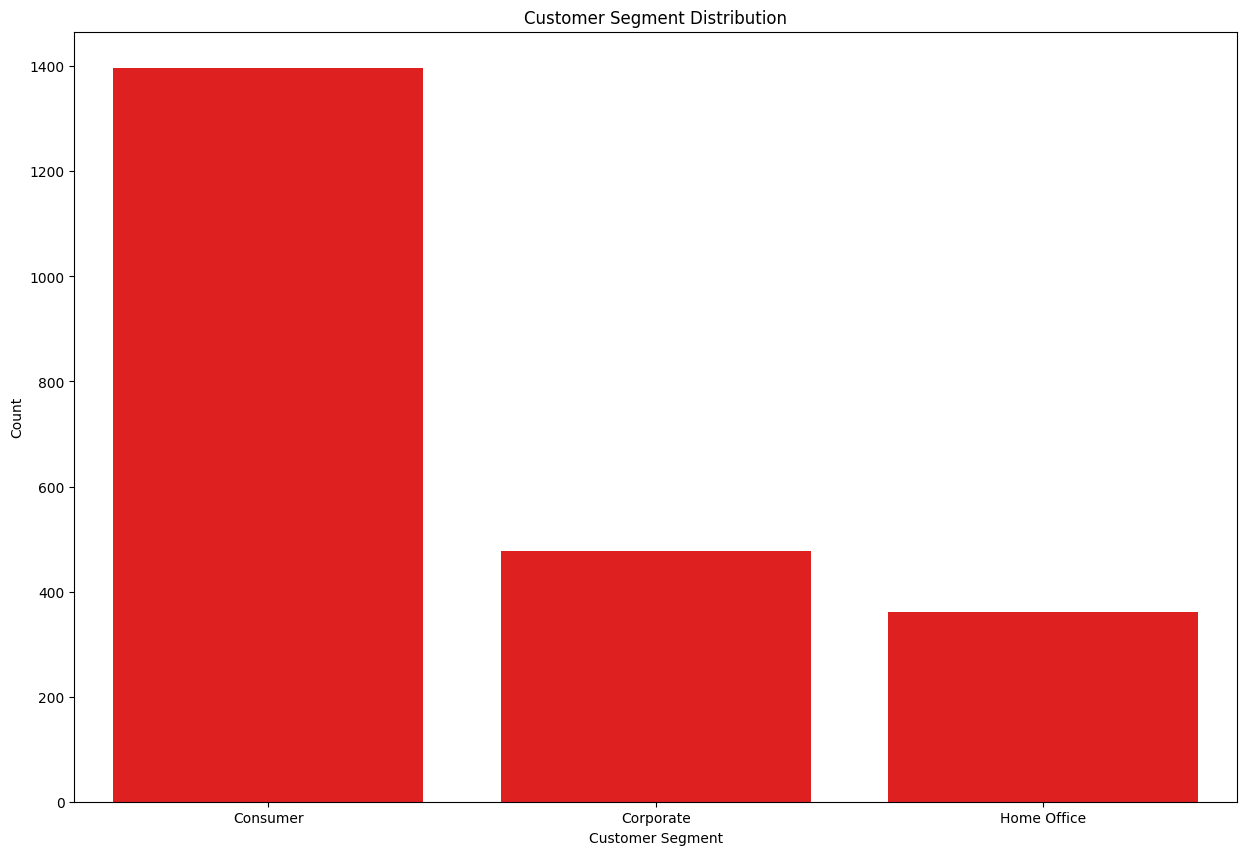 Customer Segment Distribution
Count
1400
1200
1000
800
600
400
200
0
Consumer
Corporate
Home Office
Customer Segment